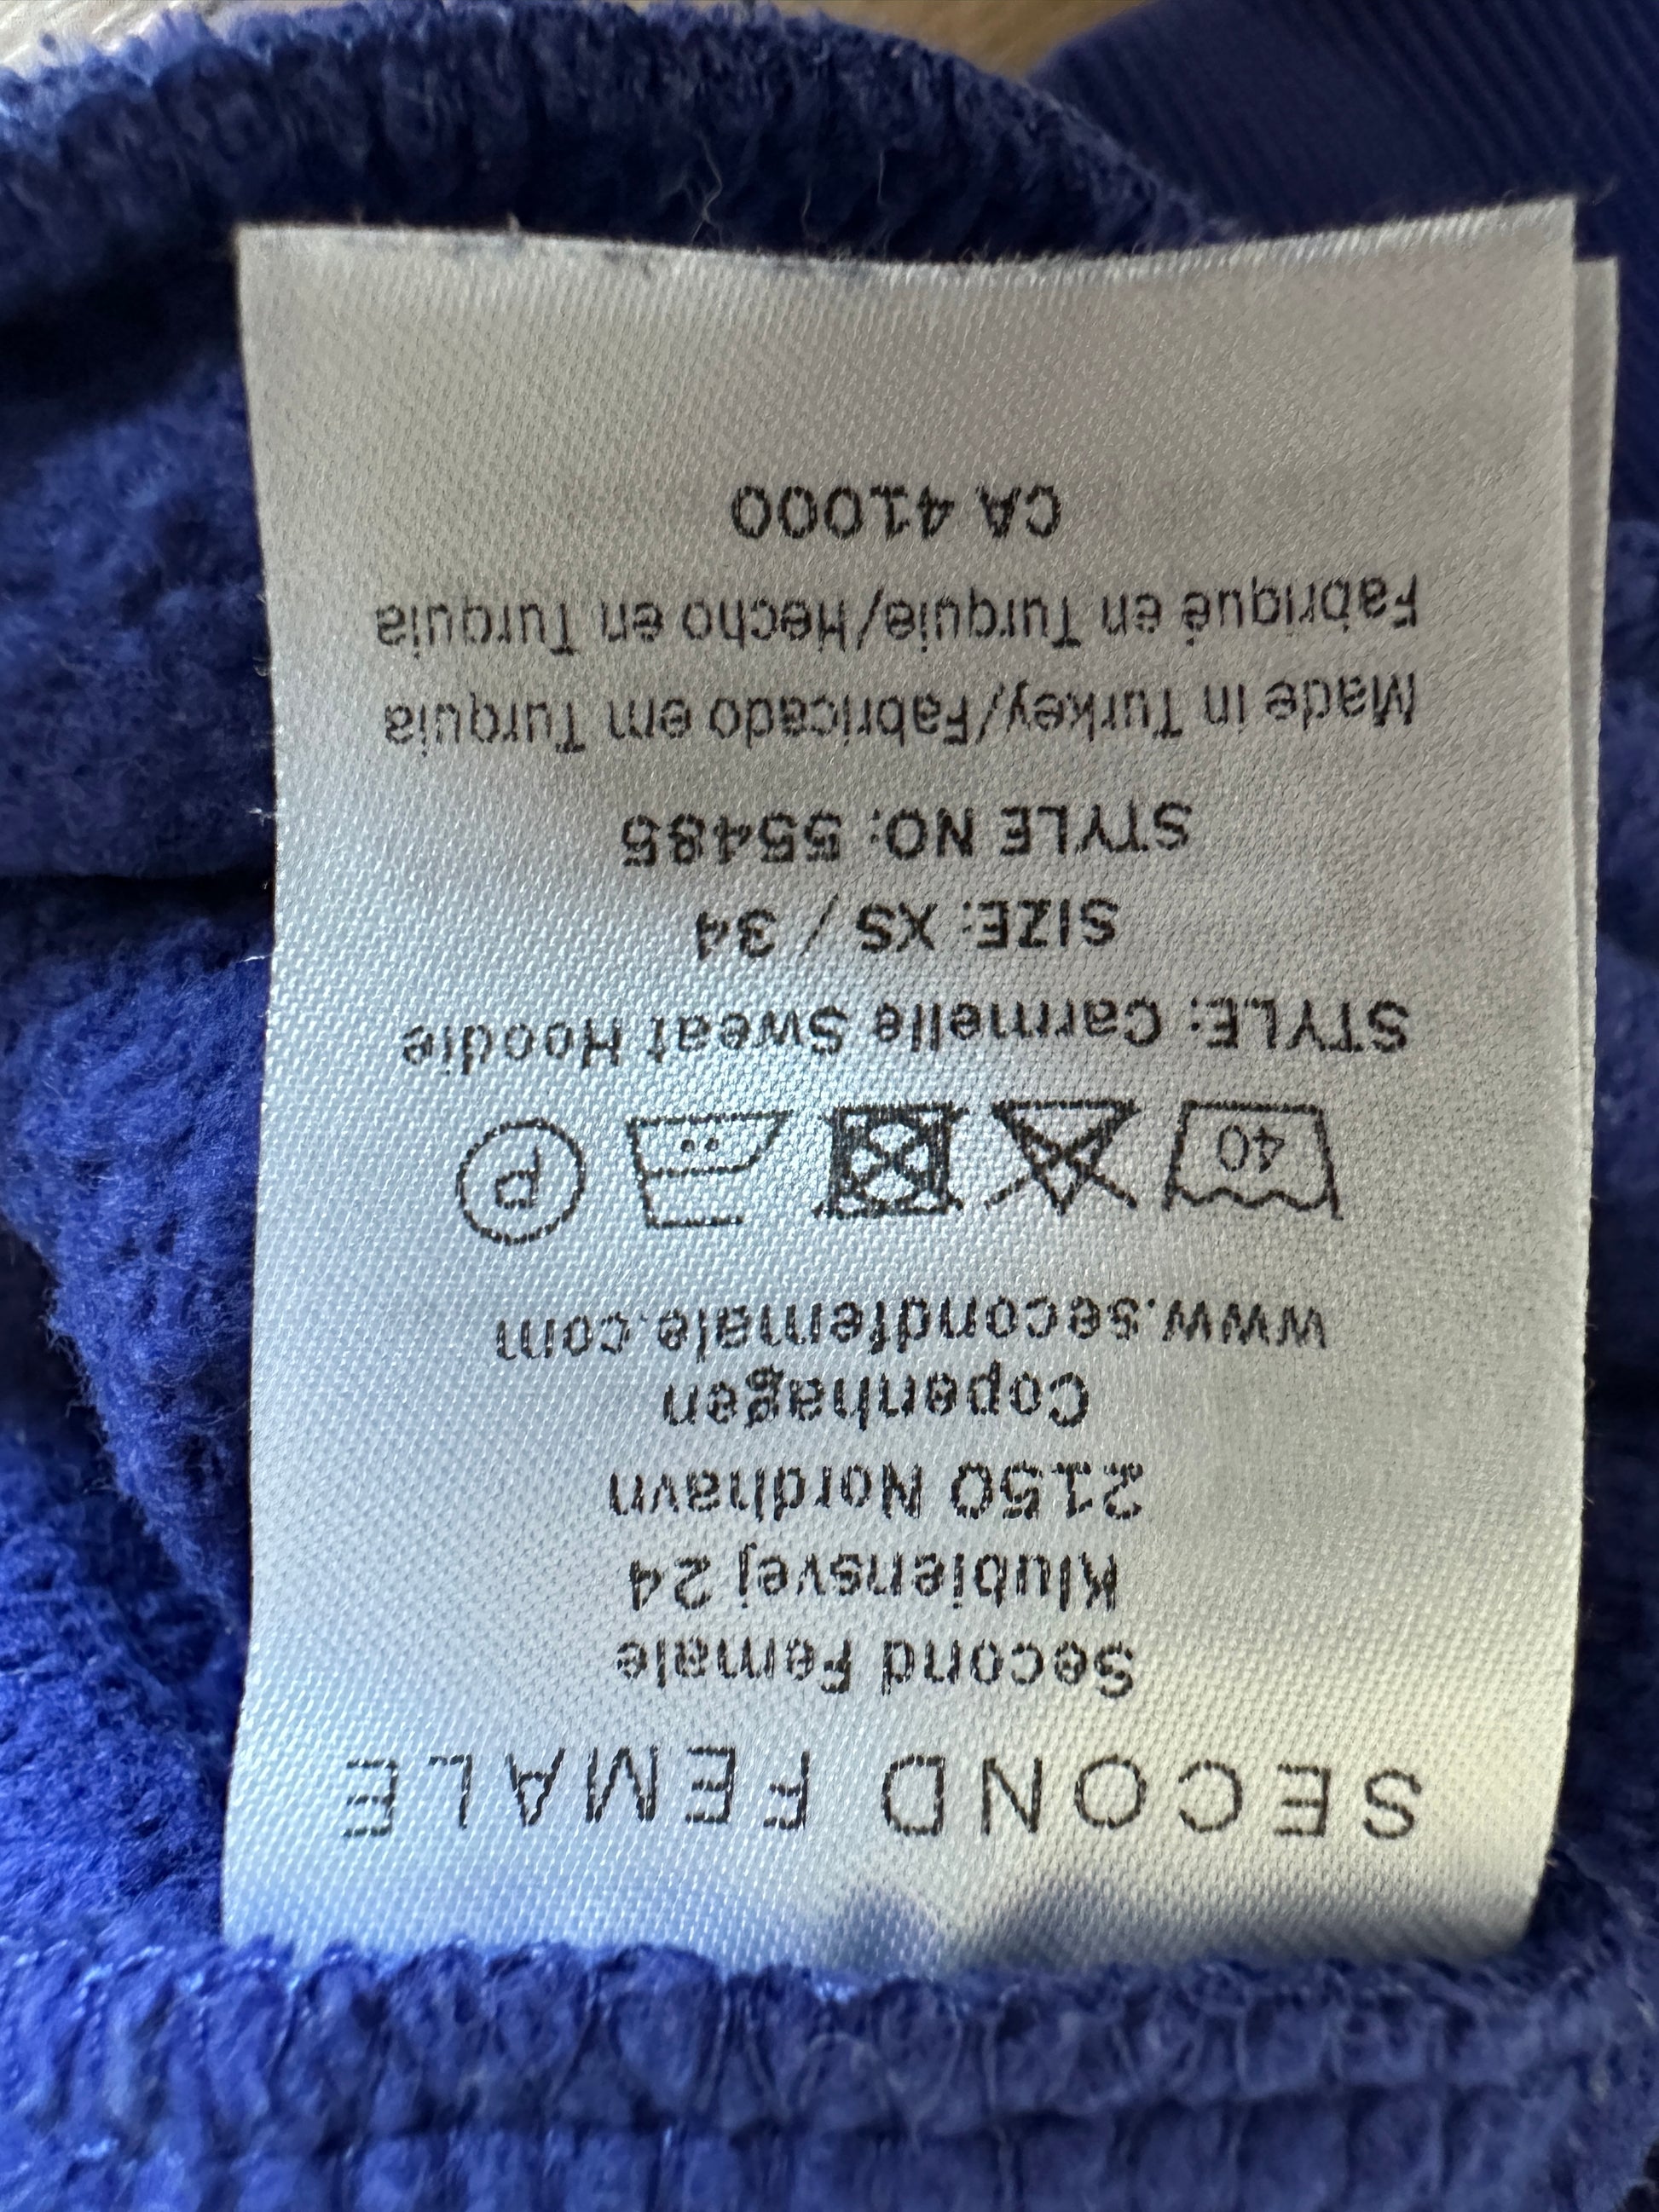 SECOND FEMALE
Second Female
Klubiensvej 24
2150 Nordhavn
Copenhagen
www.secondfemale.com
40 P
STYLE: Carmelle Sweat Hoodie
SIZE: XS / 34
STYLE NO: 55485
Made in Turkey/Fabricado em Turquia
Fabriqué en Turquie/Hecho en Turquia
CA 41000